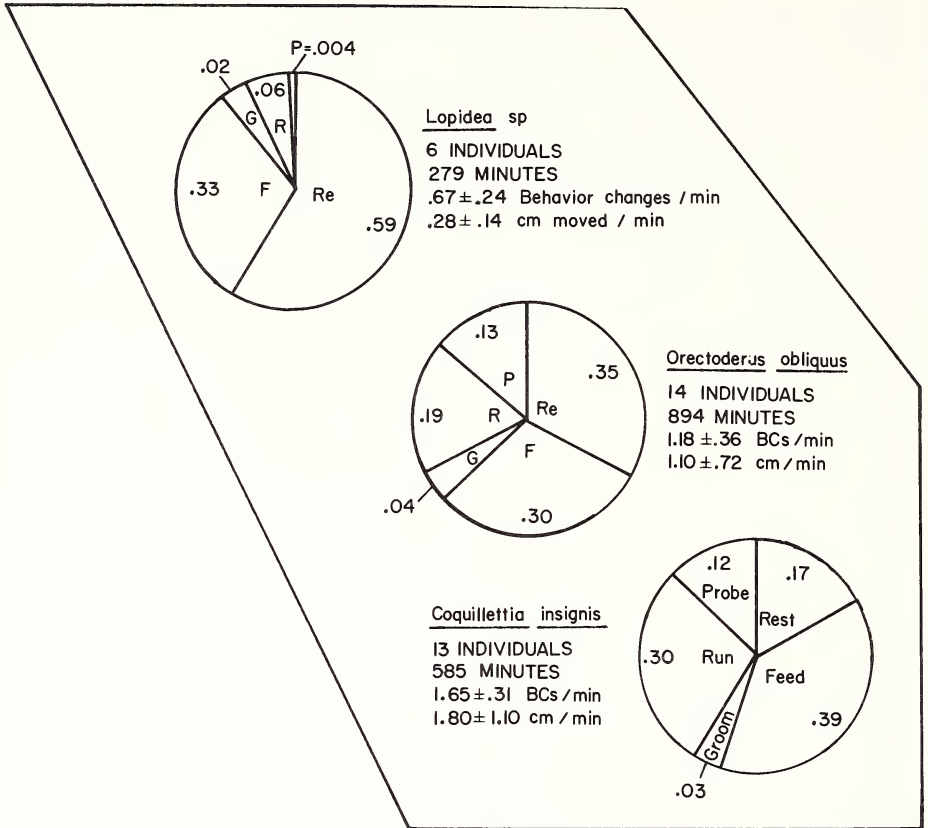 P=.004
.02
.06
G
R
.33
F
Re
.59
Lopidea sp
6 INDIVIDUALS
279 MINUTES
.67±.24 Behavior changes / min
.28±.14 cm moved / min
.13
.35
P
Re
.19
R
F
G
.04
.30
Orectoderus obliquus
14 INDIVIDUALS
894 MINUTES
1.18±.36 BCs/min
1.10±.72 cm/min
.12
.17
Probe
Rest
.30
Run
Feed
.39
Groom
.03
Coquillettia insignis
13 INDIVIDUALS
585 MINUTES
1.65±.31 BCs/min
1.80±1.10 cm/min